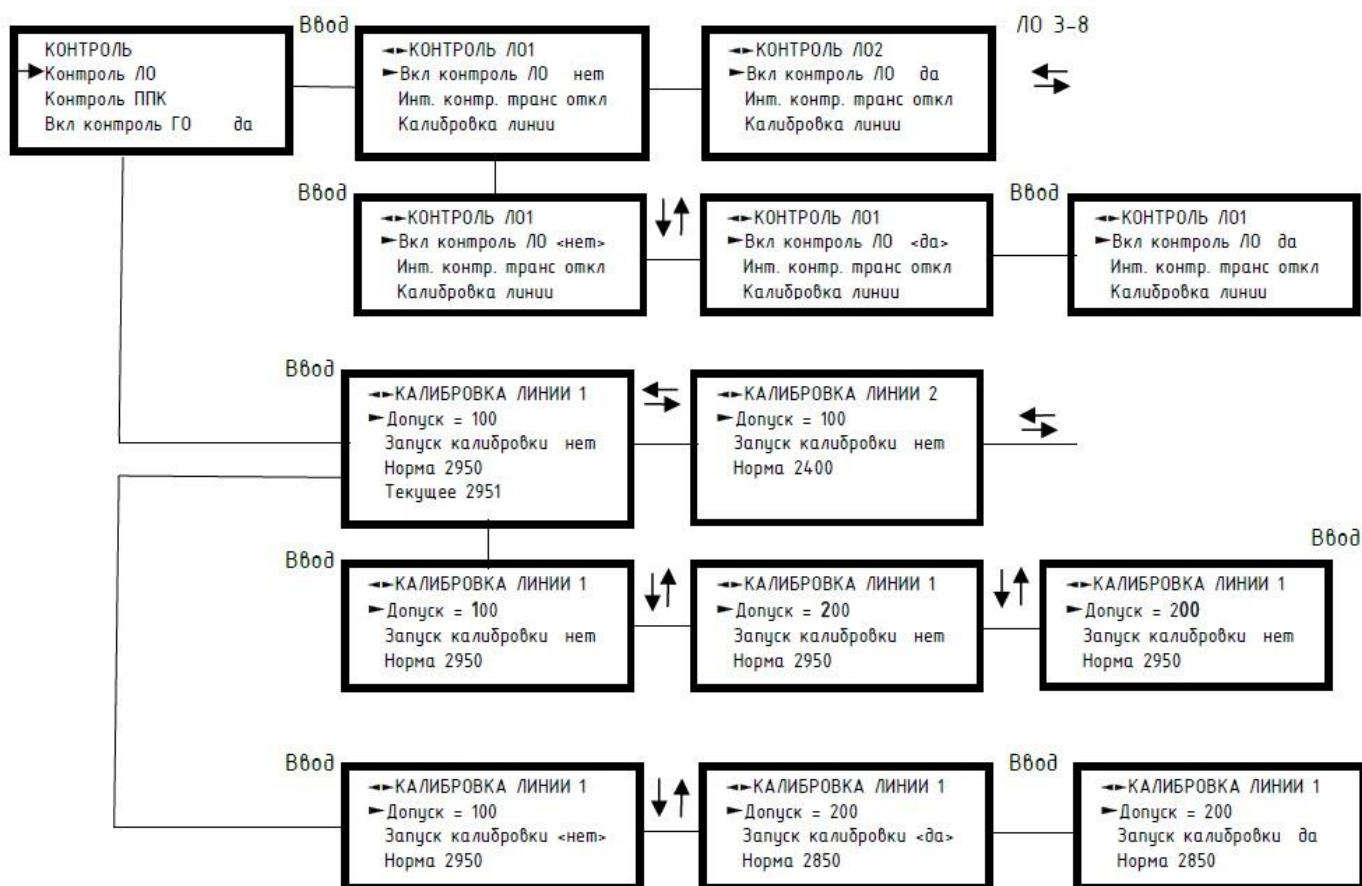 Ввод
ЛО 3-8
КОНТРОЛЬ
Контроль ЛО
Контроль ППК
Вкл контроль ГО да
◄►КОНТРОЛЬ ЛО1
►Вкл контроль ЛО нет
Инт. контр. транс откл
Калибровка линии
◄►КОНТРОЛЬ ЛО2
►Вкл контроль ЛО да
Инт. контр. транс откл
Калибровка линии
Ввод
◄►КОНТРОЛЬ ЛО1
►Вкл контроль ЛО <нет>
Инт. контр. транс откл
Калибровка линии
◄►КОНТРОЛЬ ЛО1
►Вкл контроль ЛО <да>
Инт. контр. транс откл
Калибровка линии
Ввод
◄►КОНТРОЛЬ ЛО1
►Вкл контроль ЛО да
Инт. контр. транс откл
Калибровка линии
Ввод
◄►КАЛИБРОВКА ЛИНИИ 1
►Допуск = 100
Запуск калибровки нет
Норма 2950
Текущее 2951
◄►КАЛИБРОВКА ЛИНИИ 2
►Допуск = 100
Запуск калибровки нет
Норма 2400
Ввод
◄►КАЛИБРОВКА ЛИНИИ 1
►Допуск = 100
Запуск калибровки нет
Норма 2950
◄►КАЛИБРОВКА ЛИНИИ 1
►Допуск = 200
Запуск калибровки нет
Норма 2950
Ввод
◄►КАЛИБРОВКА ЛИНИИ 1
►Допуск = 200
Запуск калибровки нет
Норма 2950
Ввод
◄►КАЛИБРОВКА ЛИНИИ 1
►Допуск = 100
Запуск калибровки <нет>
Норма 2950
◄►КАЛИБРОВКА ЛИНИИ 1
►Допуск = 200
Запуск калибровки <да>
Норма 2850
Ввод
◄►КАЛИБРОВКА ЛИНИИ 1
►Допуск = 200
Запуск калибровки да
Норма 2850